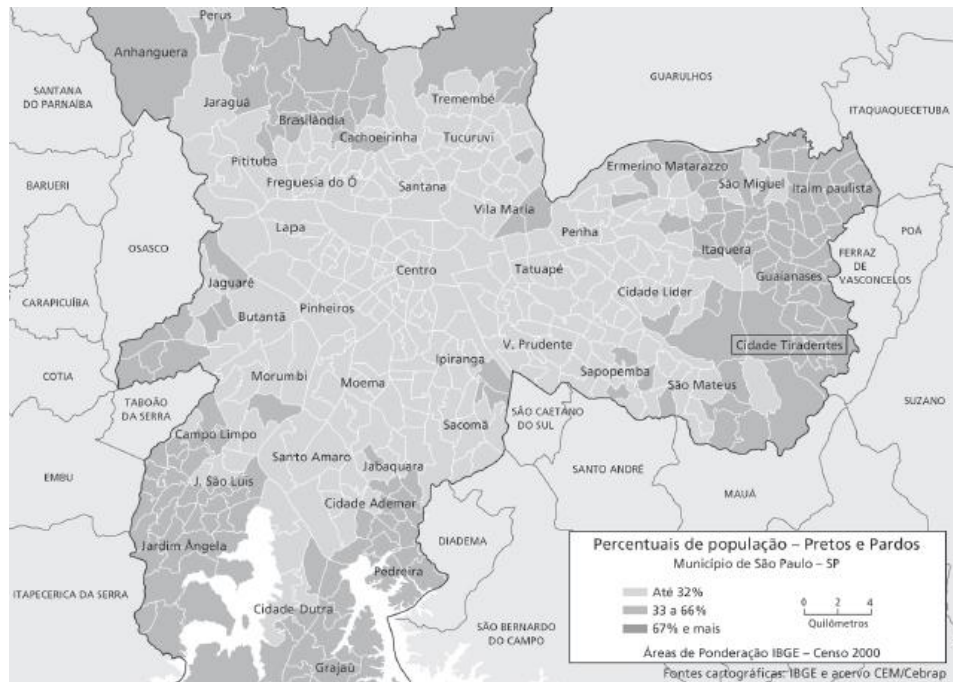 Perus
Anhanguera
GUARULHOS
SANTANA
DO PARNAÍBA
Jaraguá
Tremembé
ITAQUAQUECETUBA
Brasilândia
Cachoeirinha
Tucuruvi
Pitituba
Ermerino Matarazzo
Freguesia do Ó
Santana
São Miguel
Itaim paulista
BARUERI
Vila Maria
Lapa
Penha
POÁ
OSASCO
Itaquera
FERRAZ
DE
VASCONCELOS
Centro
Tatuapé
Guaianases
Jaguaré
CARAPICUÍBA
Cidade Lider
Butantã
Pinheiros
V. Prudente
Cidade Tiradentes
Ipiranga
COTIA
Morumbi
Moema
Sapopemba
São Mateus
TABOÃO
DA SERRA
SÃO CAETANO
DO SUL
SUZANO
Sacomã
Campo Limpo
Santo Amaro
Jabaquara
SANTO ANDRÉ
EMBU
J. São Luís
MAUÁ
Cidade Ademar
DIADEMA
Jardim Ângela
Pedreira
ITAPECERICA DA SERRA
Cidade Dutra
SÃO BERNARDO
DO CAMPO
Grajaú
Percentuais de população – Pretos e Pardos
Município de São Paulo – SP
Até 32%
33 a 66%
67% e mais
0 2 4
Quilômetros
Áreas de Ponderação IBGE – Censo 2000
Fontes cartográficas: IBGE e acervo CEM/Cebrap